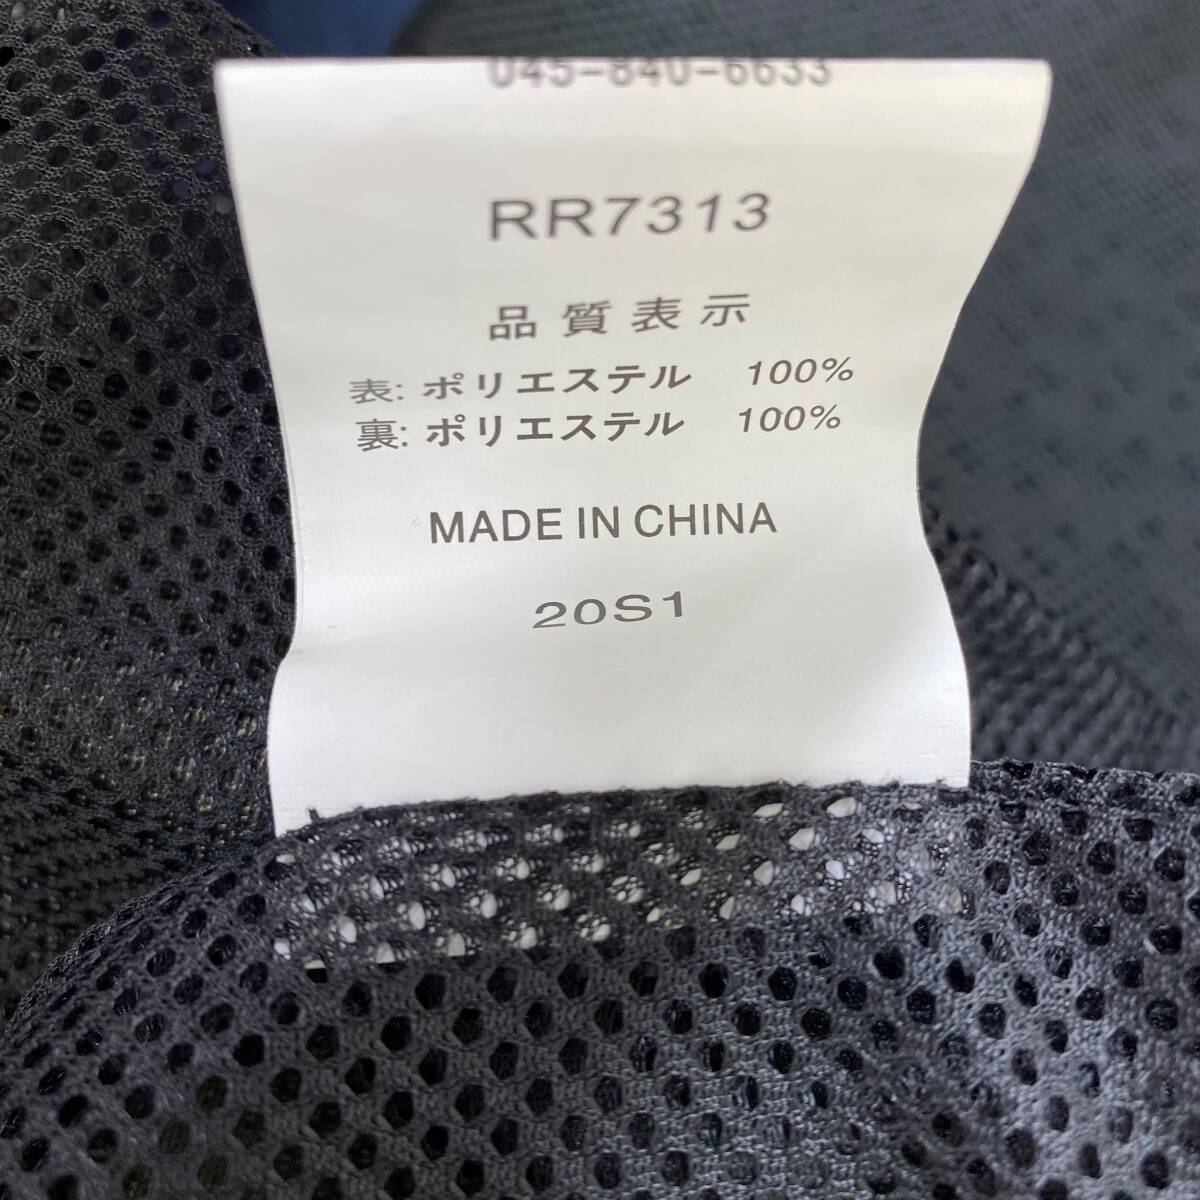 045-840-6633
RR7313
品質表示
表: ポリエステル 100%
裏: ポリエステル 100%
MADE IN CHINA
20S1